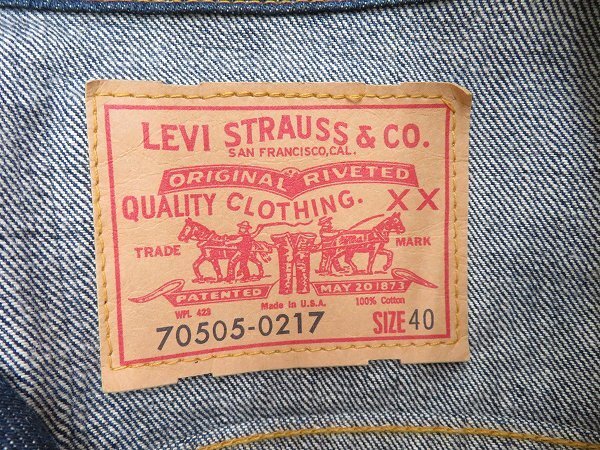 LEVI STRAUSS & CO.
SAN FRANCISCO, CAL.
ORIGINAL RIVETED
QUALITY CLOTHING. XX
TRADE MARK
PATENTED MAY 20 1873
WPL 423 Made in U.S.A. 100% Cotton
70505-0217 SIZE 40